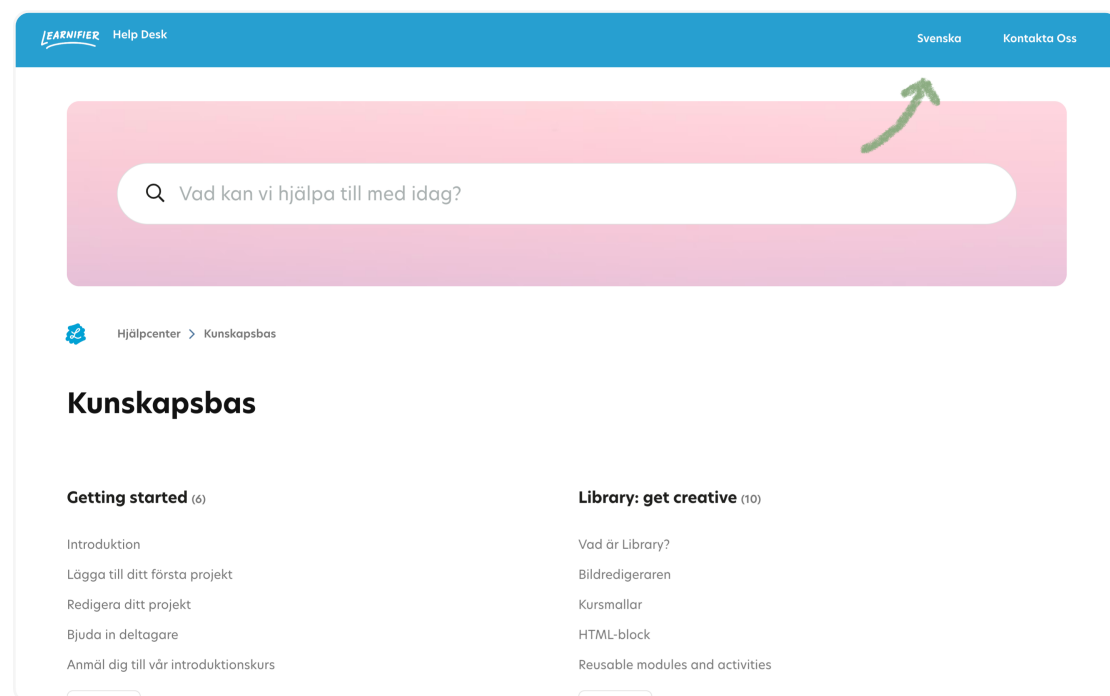 LEARNIFIER Help Desk Svenska Kontakta Oss
Vad kan vi hjälpa till med idag?
Hjälpcenter > Kunskapsbas
Kunskapsbas
Getting started (6)
Introduktion
Lägga till ditt första projekt
Redigera ditt projekt
Bjuda in deltagare
Anmäl dig till vår introduktionskurs
Library: get creative (10)
Vad är Library?
Bildredigeraren
Kursmallar
HTML-block
Reusable modules and activities